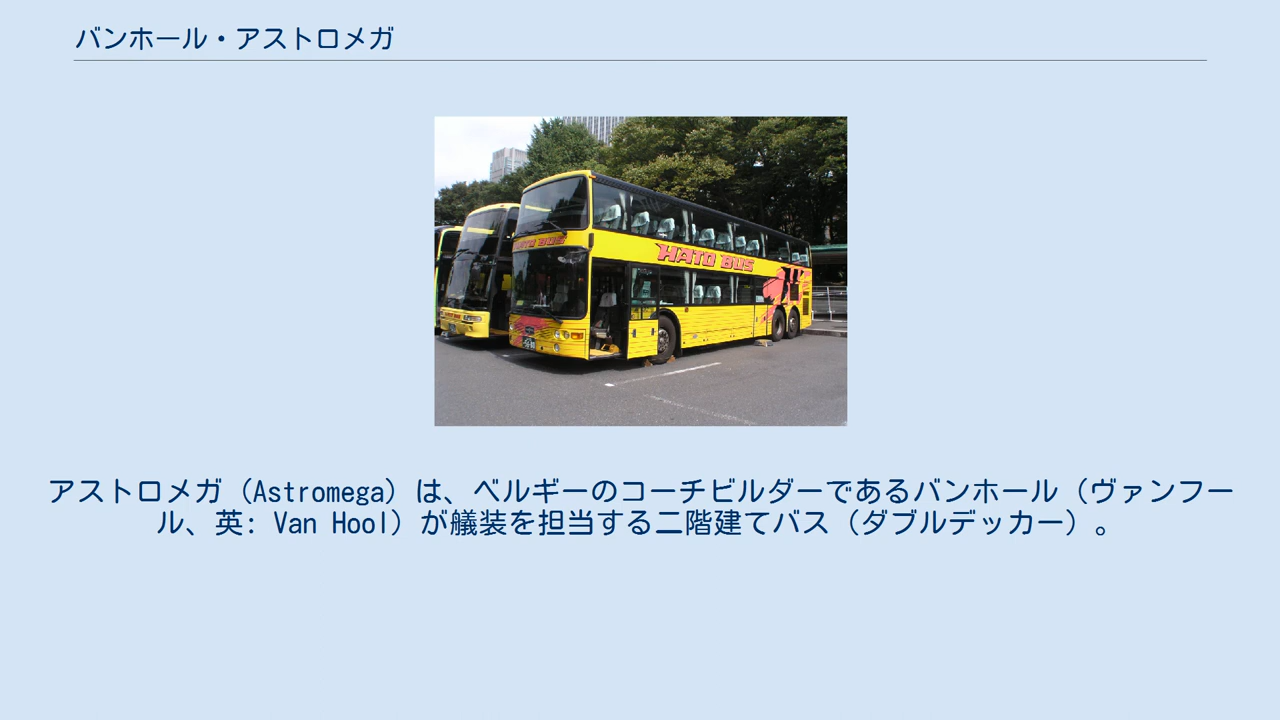 バンホール・アストロメガ
HATO BUS
HATO BUS
アストロメガ（Astromega）は、ベルギーのコーチビルダーであるバンホール（ヴァンフー
ル、英: Van Hool）が艤装を担当する二階建てバス（ダブルデッカー）。